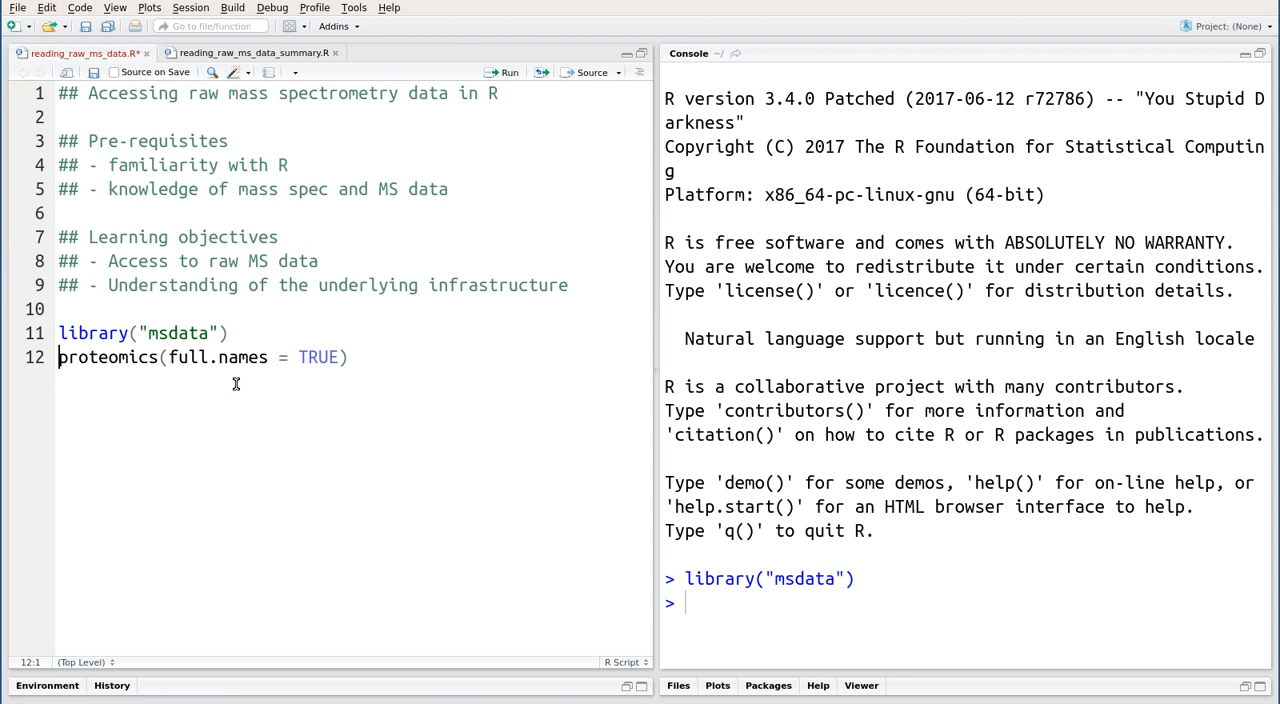 File Edit Code View Plots Session Build Debug Profile Tools Help
Go to file/function Addins Project: (None)
reading_raw_ms_data.R* reading_raw_ms_data_summary.R
Source on Save Run Source
1 ## Accessing raw mass spectrometry data in R
2
3 ## Pre-requisites
4 ## - familiarity with R
5 ## - knowledge of mass spec and MS data
6
7 ## Learning objectives
8 ## - Access to raw MS data
9 ## - Understanding of the underlying infrastructure
10
11 library("msdata")
12 proteomics(full.names = TRUE)
12:1 (Top Level) R Script
Environment History
Console ~/
R version 3.4.0 Patched (2017-06-12 r72786) -- "You Stupid D
arkness"
Copyright (C) 2017 The R Foundation for Statistical Computin
g
Platform: x86_64-pc-linux-gnu (64-bit)
R is free software and comes with ABSOLUTELY NO WARRANTY.
You are welcome to redistribute it under certain conditions.
Type 'license()' or 'licence()' for distribution details.
Natural language support but running in an English locale
R is a collaborative project with many contributors.
Type 'contributors()' for more information and
'citation()' on how to cite R or R packages in publications.
Type 'demo()' for some demos, 'help()' for on-line help, or
'help.start()' for an HTML browser interface to help.
Type 'q()' to quit R.
> library("msdata")
>
Files Plots Packages Help Viewer